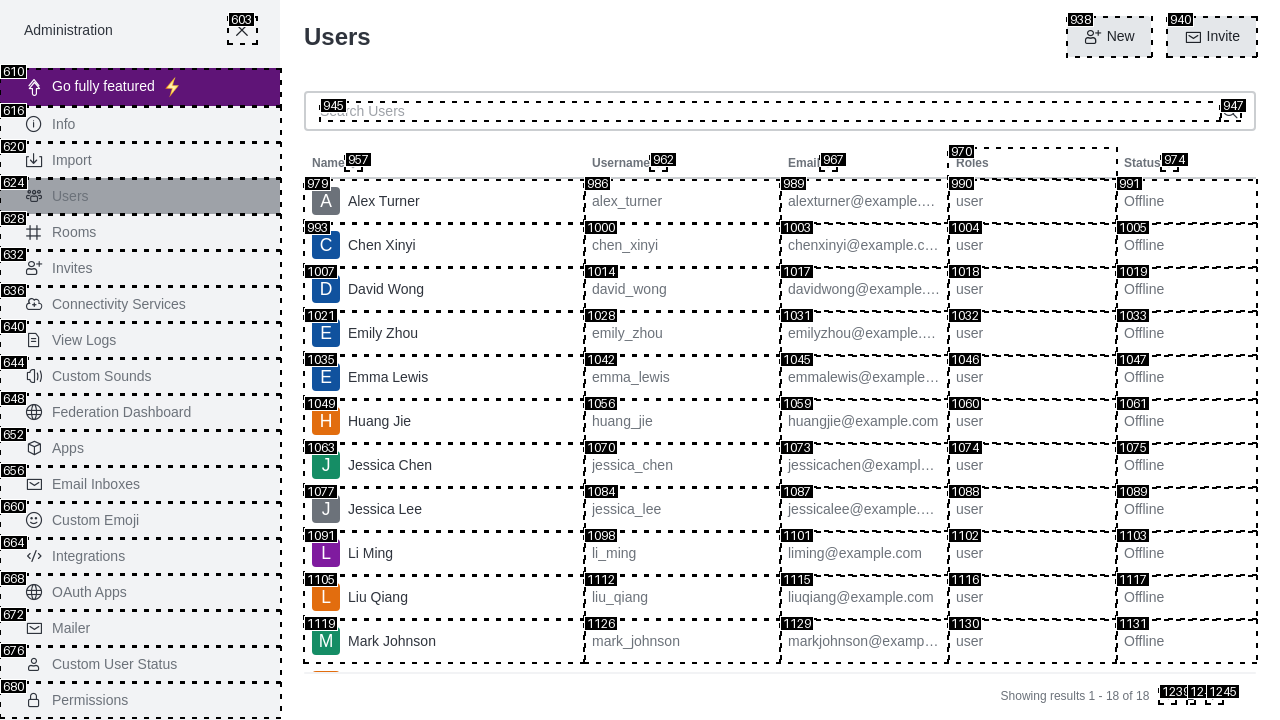 Administration
603
610
Go fully featured ⚡
616
Info
620
Import
624
Users
628
Rooms
632
Invites
636
Connectivity Services
640
View Logs
644
Custom Sounds
648
Federation Dashboard
652
Apps
656
Email Inboxes
660
Custom Emoji
664
Integrations
668
OAuth Apps
672
Mailer
676
Custom User Status
680
Permissions
Users
938
New
940
Invite
945
Search Users
947
Name 957 Username 962 Email 967 970 Roles Status 974
979 986 989 990 991
A Alex Turner alex_turner alexturner@example.… user Offline
993 1000 1003 1004 1005
C Chen Xinyi chen_xinyi chenxinyi@example.c… user Offline
1007 1014 1017 1018 1019
D David Wong david_wong davidwong@example.… user Offline
1021 1028 1031 1032 1033
E Emily Zhou emily_zhou emilyzhou@example.… user Offline
1035 1042 1045 1046 1047
E Emma Lewis emma_lewis emmalewis@example… user Offline
1049 1056 1059 1060 1061
H Huang Jie huang_jie huangjie@example.com user Offline
1063 1070 1073 1074 1075
J Jessica Chen jessica_chen jessicachen@exampl… user Offline
1077 1084 1087 1088 1089
J Jessica Lee jessica_lee jessicalee@example.… user Offline
1091 1098 1101 1102 1103
L Li Ming li_ming liming@example.com user Offline
1105 1112 1115 1116 1117
L Liu Qiang liu_qiang liuqiang@example.com user Offline
1119 1126 1129 1130 1131
M Mark Johnson mark_johnson markjohnson@examp… user Offline
Showing results 1 - 18 of 18 1245